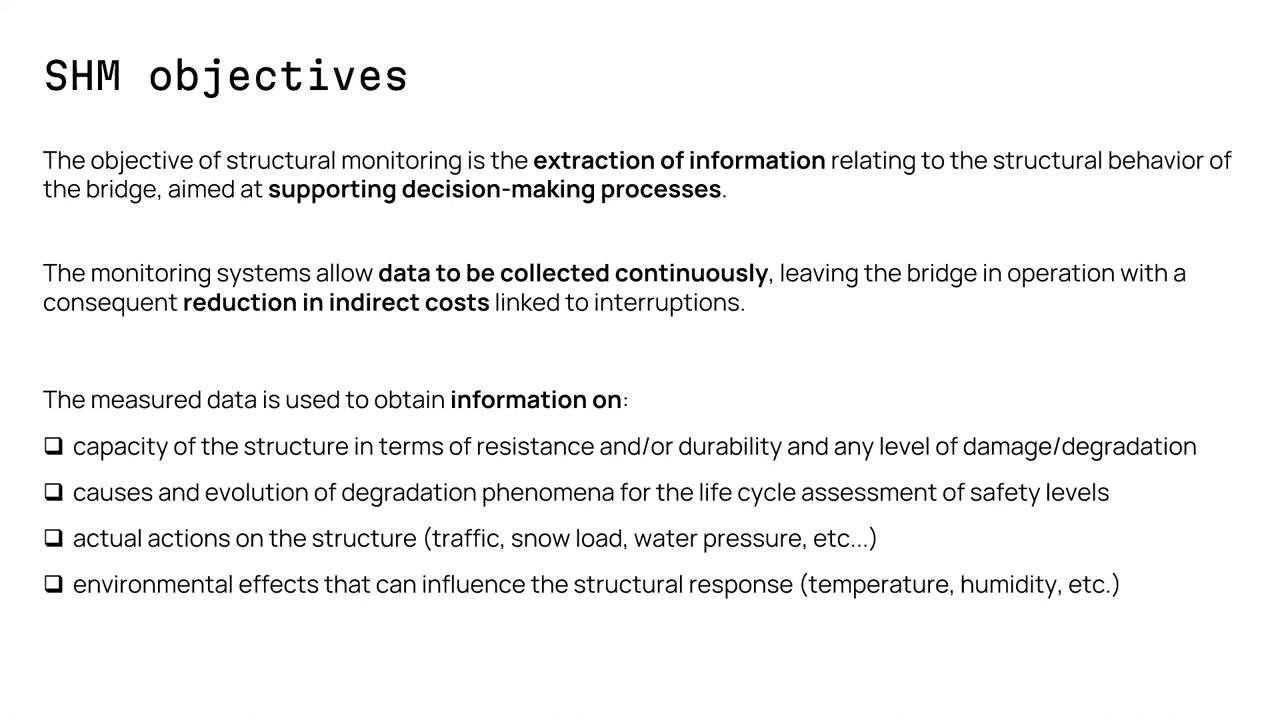 SHM objectives
The objective of structural monitoring is the extraction of information relating to the structural behavior of
the bridge, aimed at supporting decision-making processes.
The monitoring systems allow data to be collected continuously, leaving the bridge in operation with a
consequent reduction in indirect costs linked to interruptions.
The measured data is used to obtain information on:
❑ capacity of the structure in terms of resistance and/or durability and any level of damage/degradation
❑ causes and evolution of degradation phenomena for the life cycle assessment of safety levels
❑ actual actions on the structure (traffic, snow load, water pressure, etc...)
❑ environmental effects that can influence the structural response (temperature, humidity, etc.)